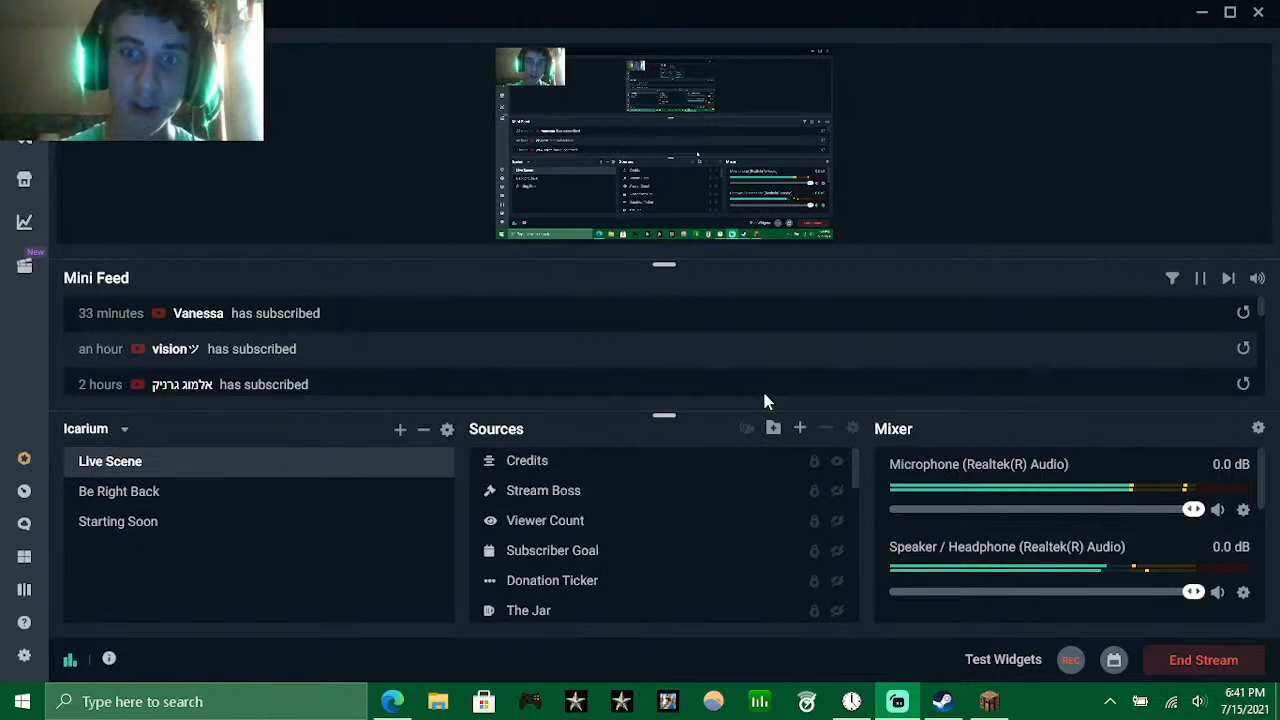 New
Mini Feed
33 minutes Vanessa has subscribed
an hour visionツ has subscribed
2 hours אלמוג גרניק has subscribed
Icarium
Sources
Mixer
Live Scene
Be Right Back
Starting Soon
Credits
Stream Boss
Viewer Count
Subscriber Goal
Donation Ticker
The Jar
Microphone (Realtek(R) Audio) 0.0 dB
Speaker / Headphone (Realtek(R) Audio) 0.0 dB
Test Widgets
REC
End Stream
Type here to search
6:41 PM
7/15/2021